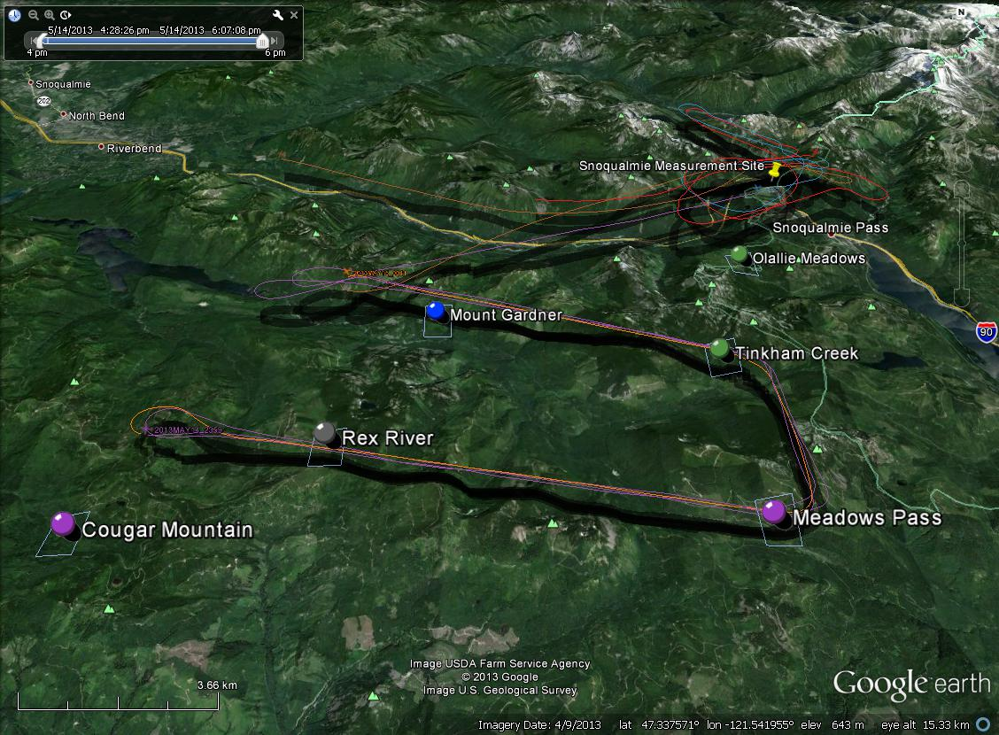 5/14/2013 4:28:26 pm 5/14/2013 6:07:08 pm
4 pm 6 pm
N
Snoqualmie
202
North Bend
Riverbend
Snoqualmie Measurement Site
Snoqualmie Pass
Olallie Meadows
Mount Gardner
90
Tinkham Creek
Rex River
Meadows Pass
Cougar Mountain
3.66 km
Image USDA Farm Service Agency
© 2013 Google
Image U.S. Geological Survey
Google earth
Imagery Date: 4/9/2013 lat 47.337571° lon -121.541955° elev 643 m eye alt 15.33 km